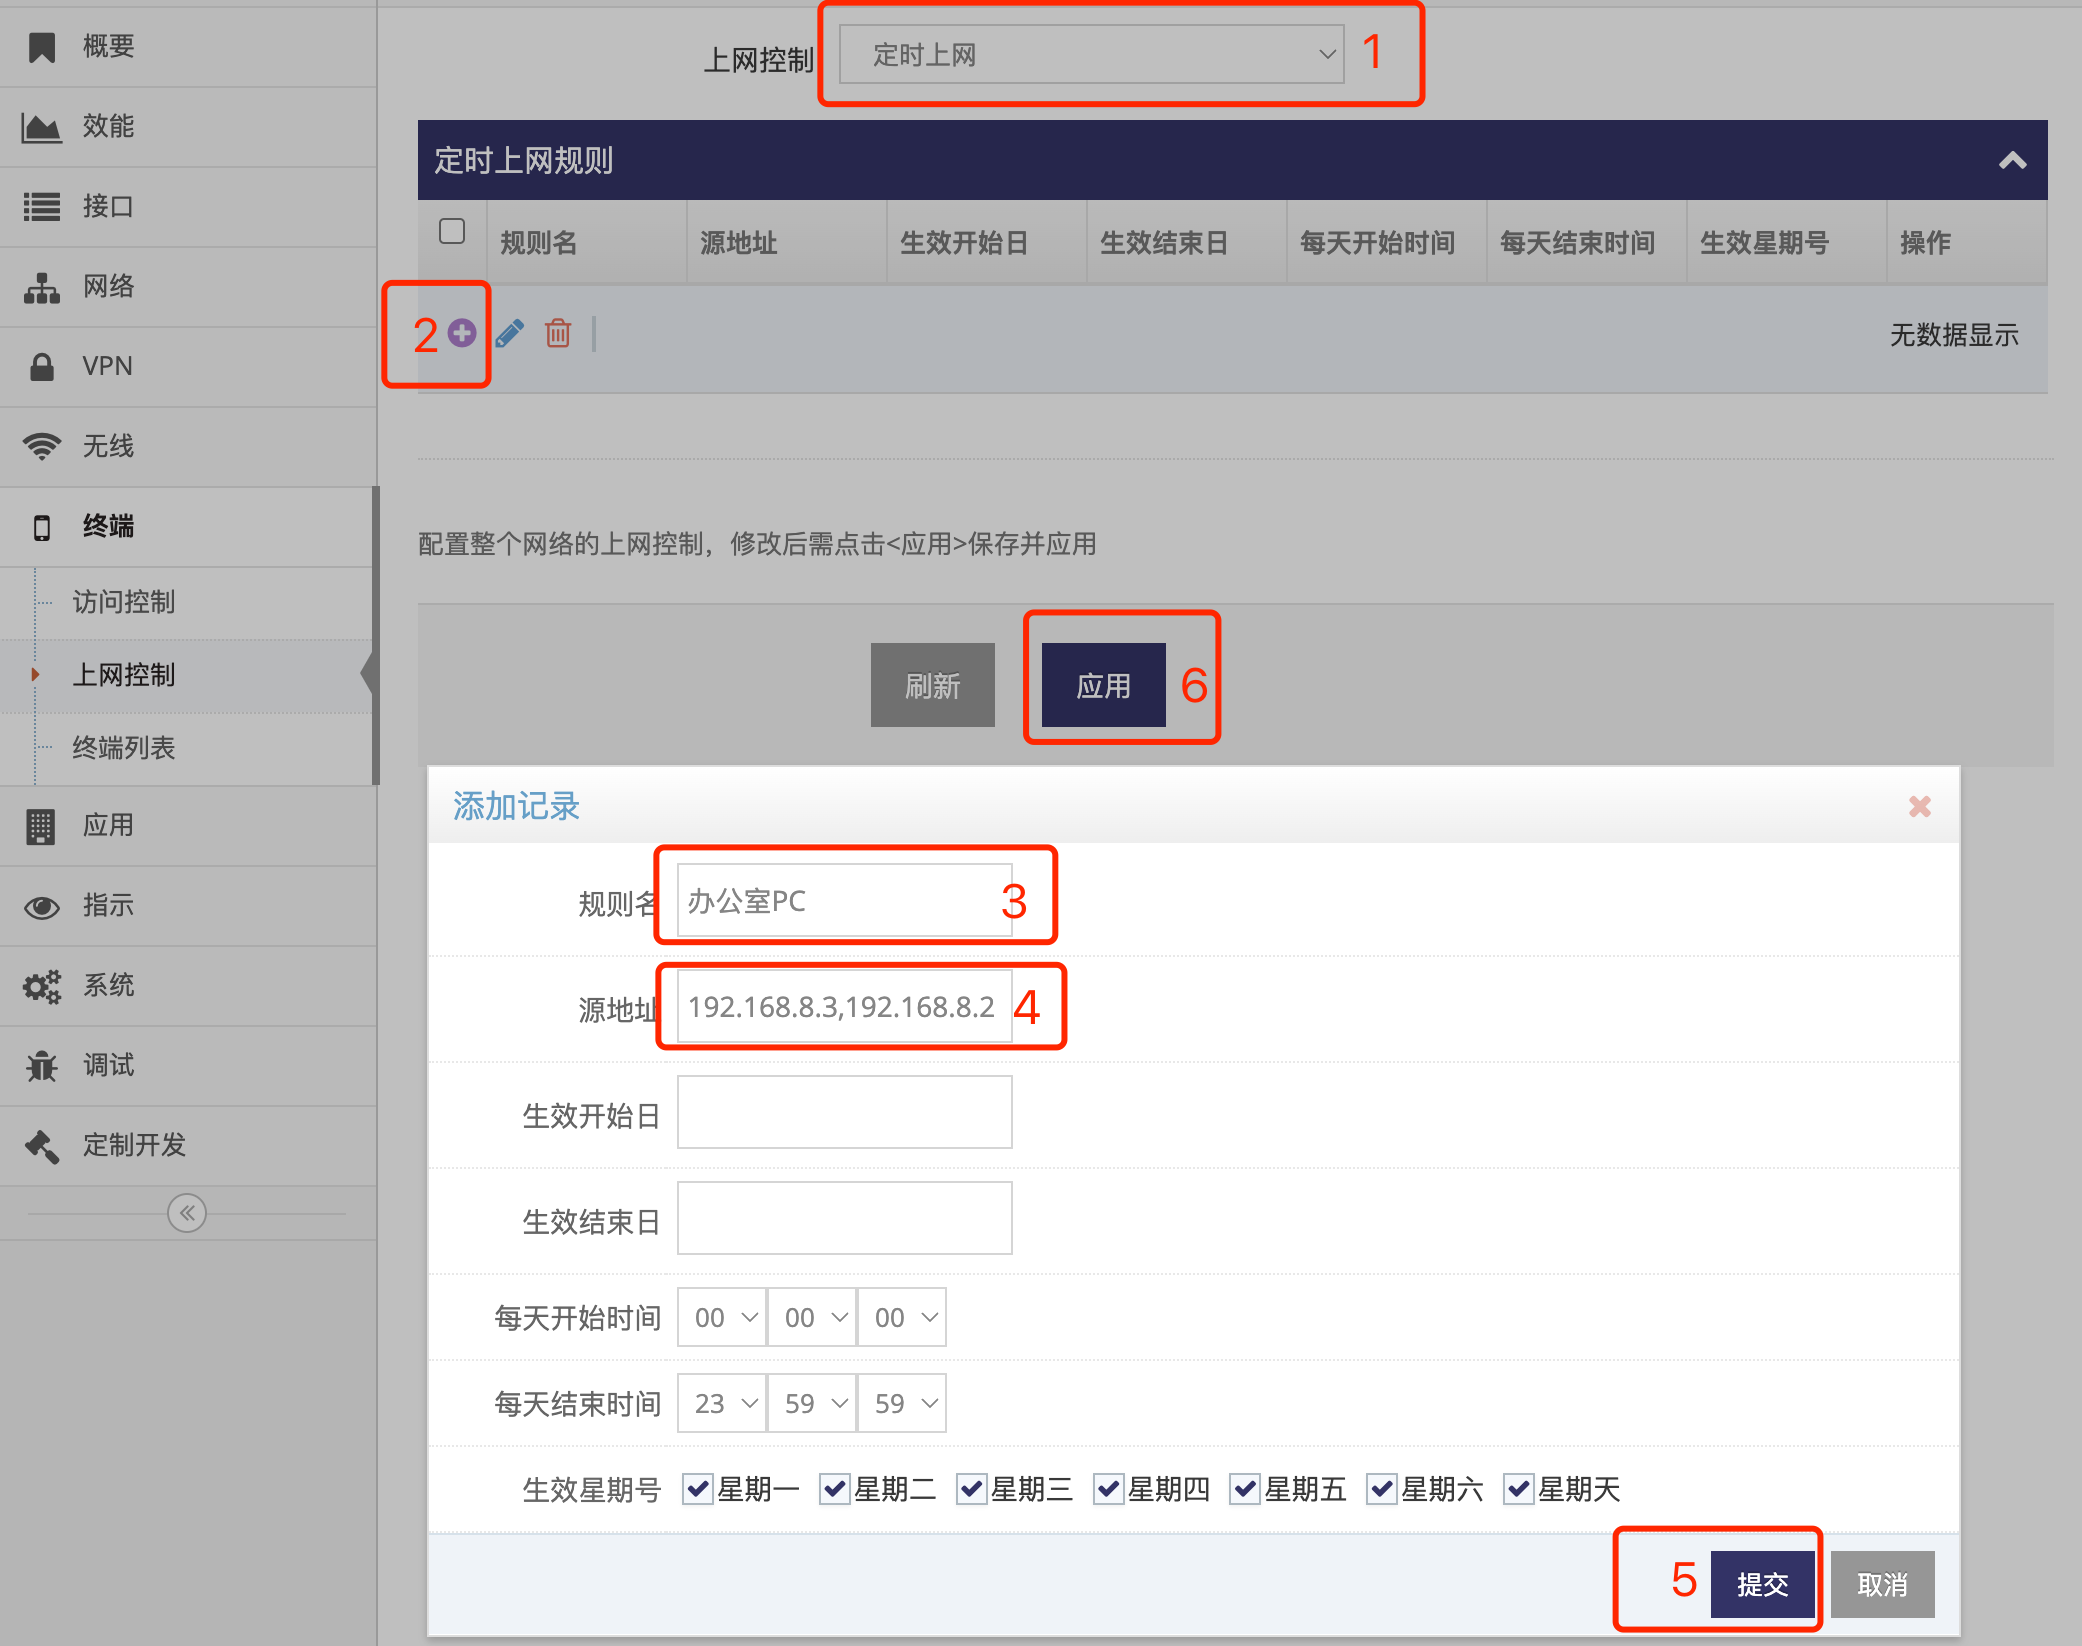 概要
效能
接口
网络
VPN
无线
终端
访问控制
上网控制
终端列表
应用
指示
系统
调试
定制开发
上网控制 定时上网 1
定时上网规则
规则名 源地址 生效开始日 生效结束日 每天开始时间 每天结束时间 生效星期号 操作
2 无数据显示
配置整个网络的上网控制，修改后需点击<应用>保存并应用
刷新 应用 6
添加记录
规则名 办公室PC 3
源地址 192.168.8.3,192.168.8.2 4
生效开始日
生效结束日
每天开始时间 00 00 00
每天结束时间 23 59 59
生效星期号 星期一 星期二 星期三 星期四 星期五 星期六 星期天
5 提交 取消